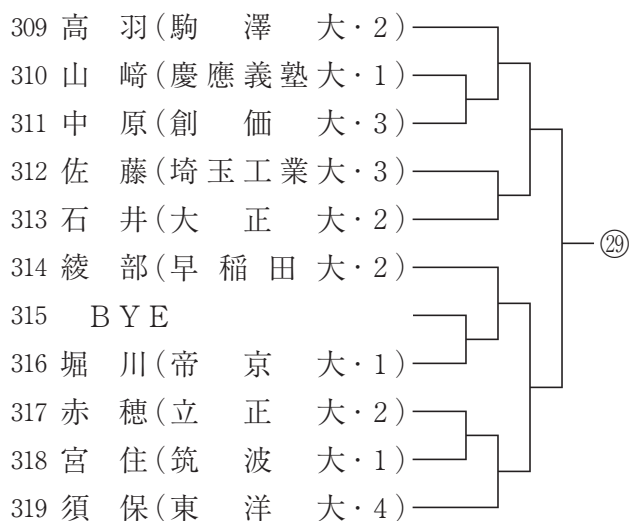 309 高 羽(駒 澤 大・2)
310 山 﨑(慶應義塾大・1)
311 中 原(創 価 大・3)
312 佐 藤(埼玉工業大・3)
313 石 井(大 正 大・2)
㉙
314 綾 部(早 稲 田 大・2)
315 BYE
316 堀 川(帝 京 大・1)
317 赤 穂(立 正 大・2)
318 宮 住(筑 波 大・1)
319 須 保(東 洋 大・4)